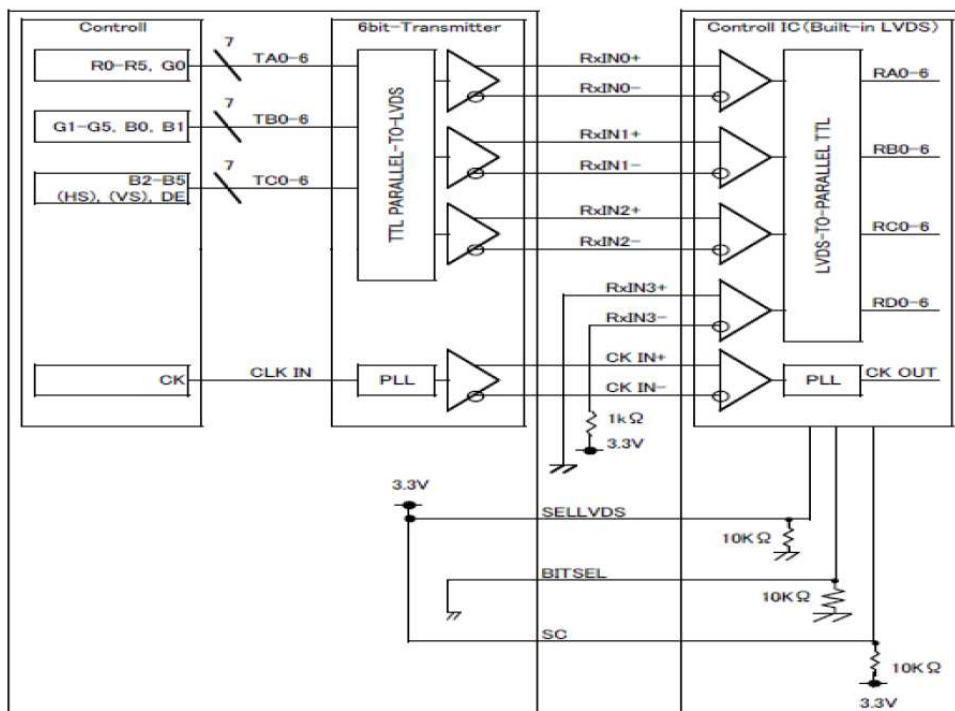 Controll
6bit-Transmitter
Controll IC(Built-in LVDS)
R0-R5, G0
7
TA0-6
RxIN0+
RxIN0-
RA0-6
G1-G5, B0, B1
7
TB0-6
RxIN1+
RxIN1-
RB0-6
B2-B5
(HS), (VS), DE
7
TC0-6
RxIN2+
RxIN2-
RC0-6
TTL PARALLEL-TO-LVDS
LVDS-TO-PARALLEL TTL
RxIN3+
RxIN3-
RD0-6
CK
CLK IN
PLL
CK IN+
CK IN-
PLL
CK OUT
1kΩ
3.3V
3.3V
SELLVDS
10KΩ
BITSEL
10KΩ
SC
10KΩ
3.3V